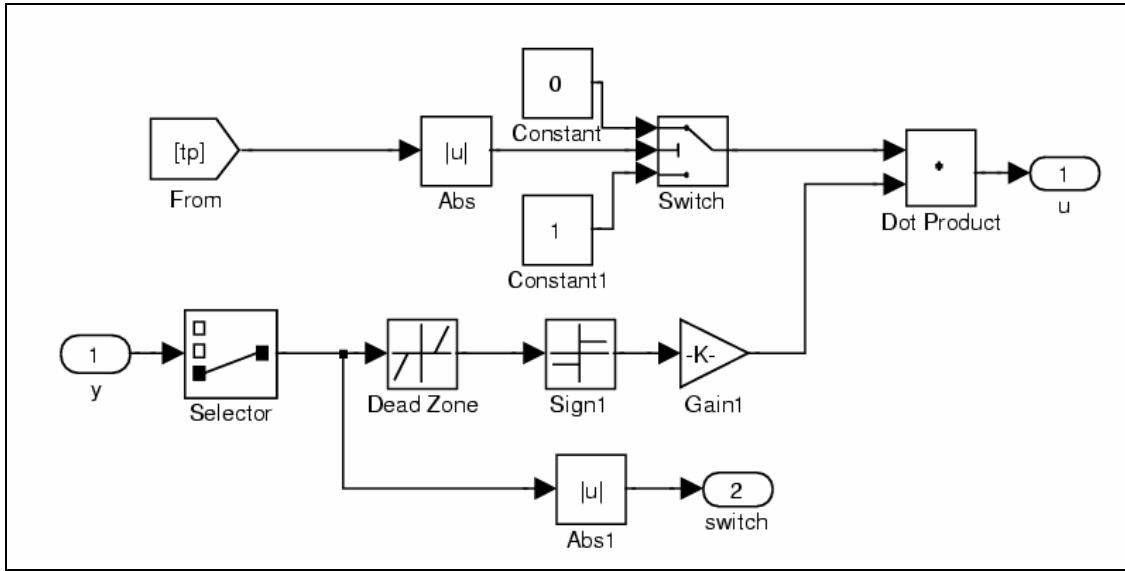 0
Constant
[tp]
From
|u|
Abs
Switch
1
Constant1
Dot Product
1
u
1
y
Selector
Dead Zone
Sign1
-K-
Gain1
|u|
Abs1
2
switch